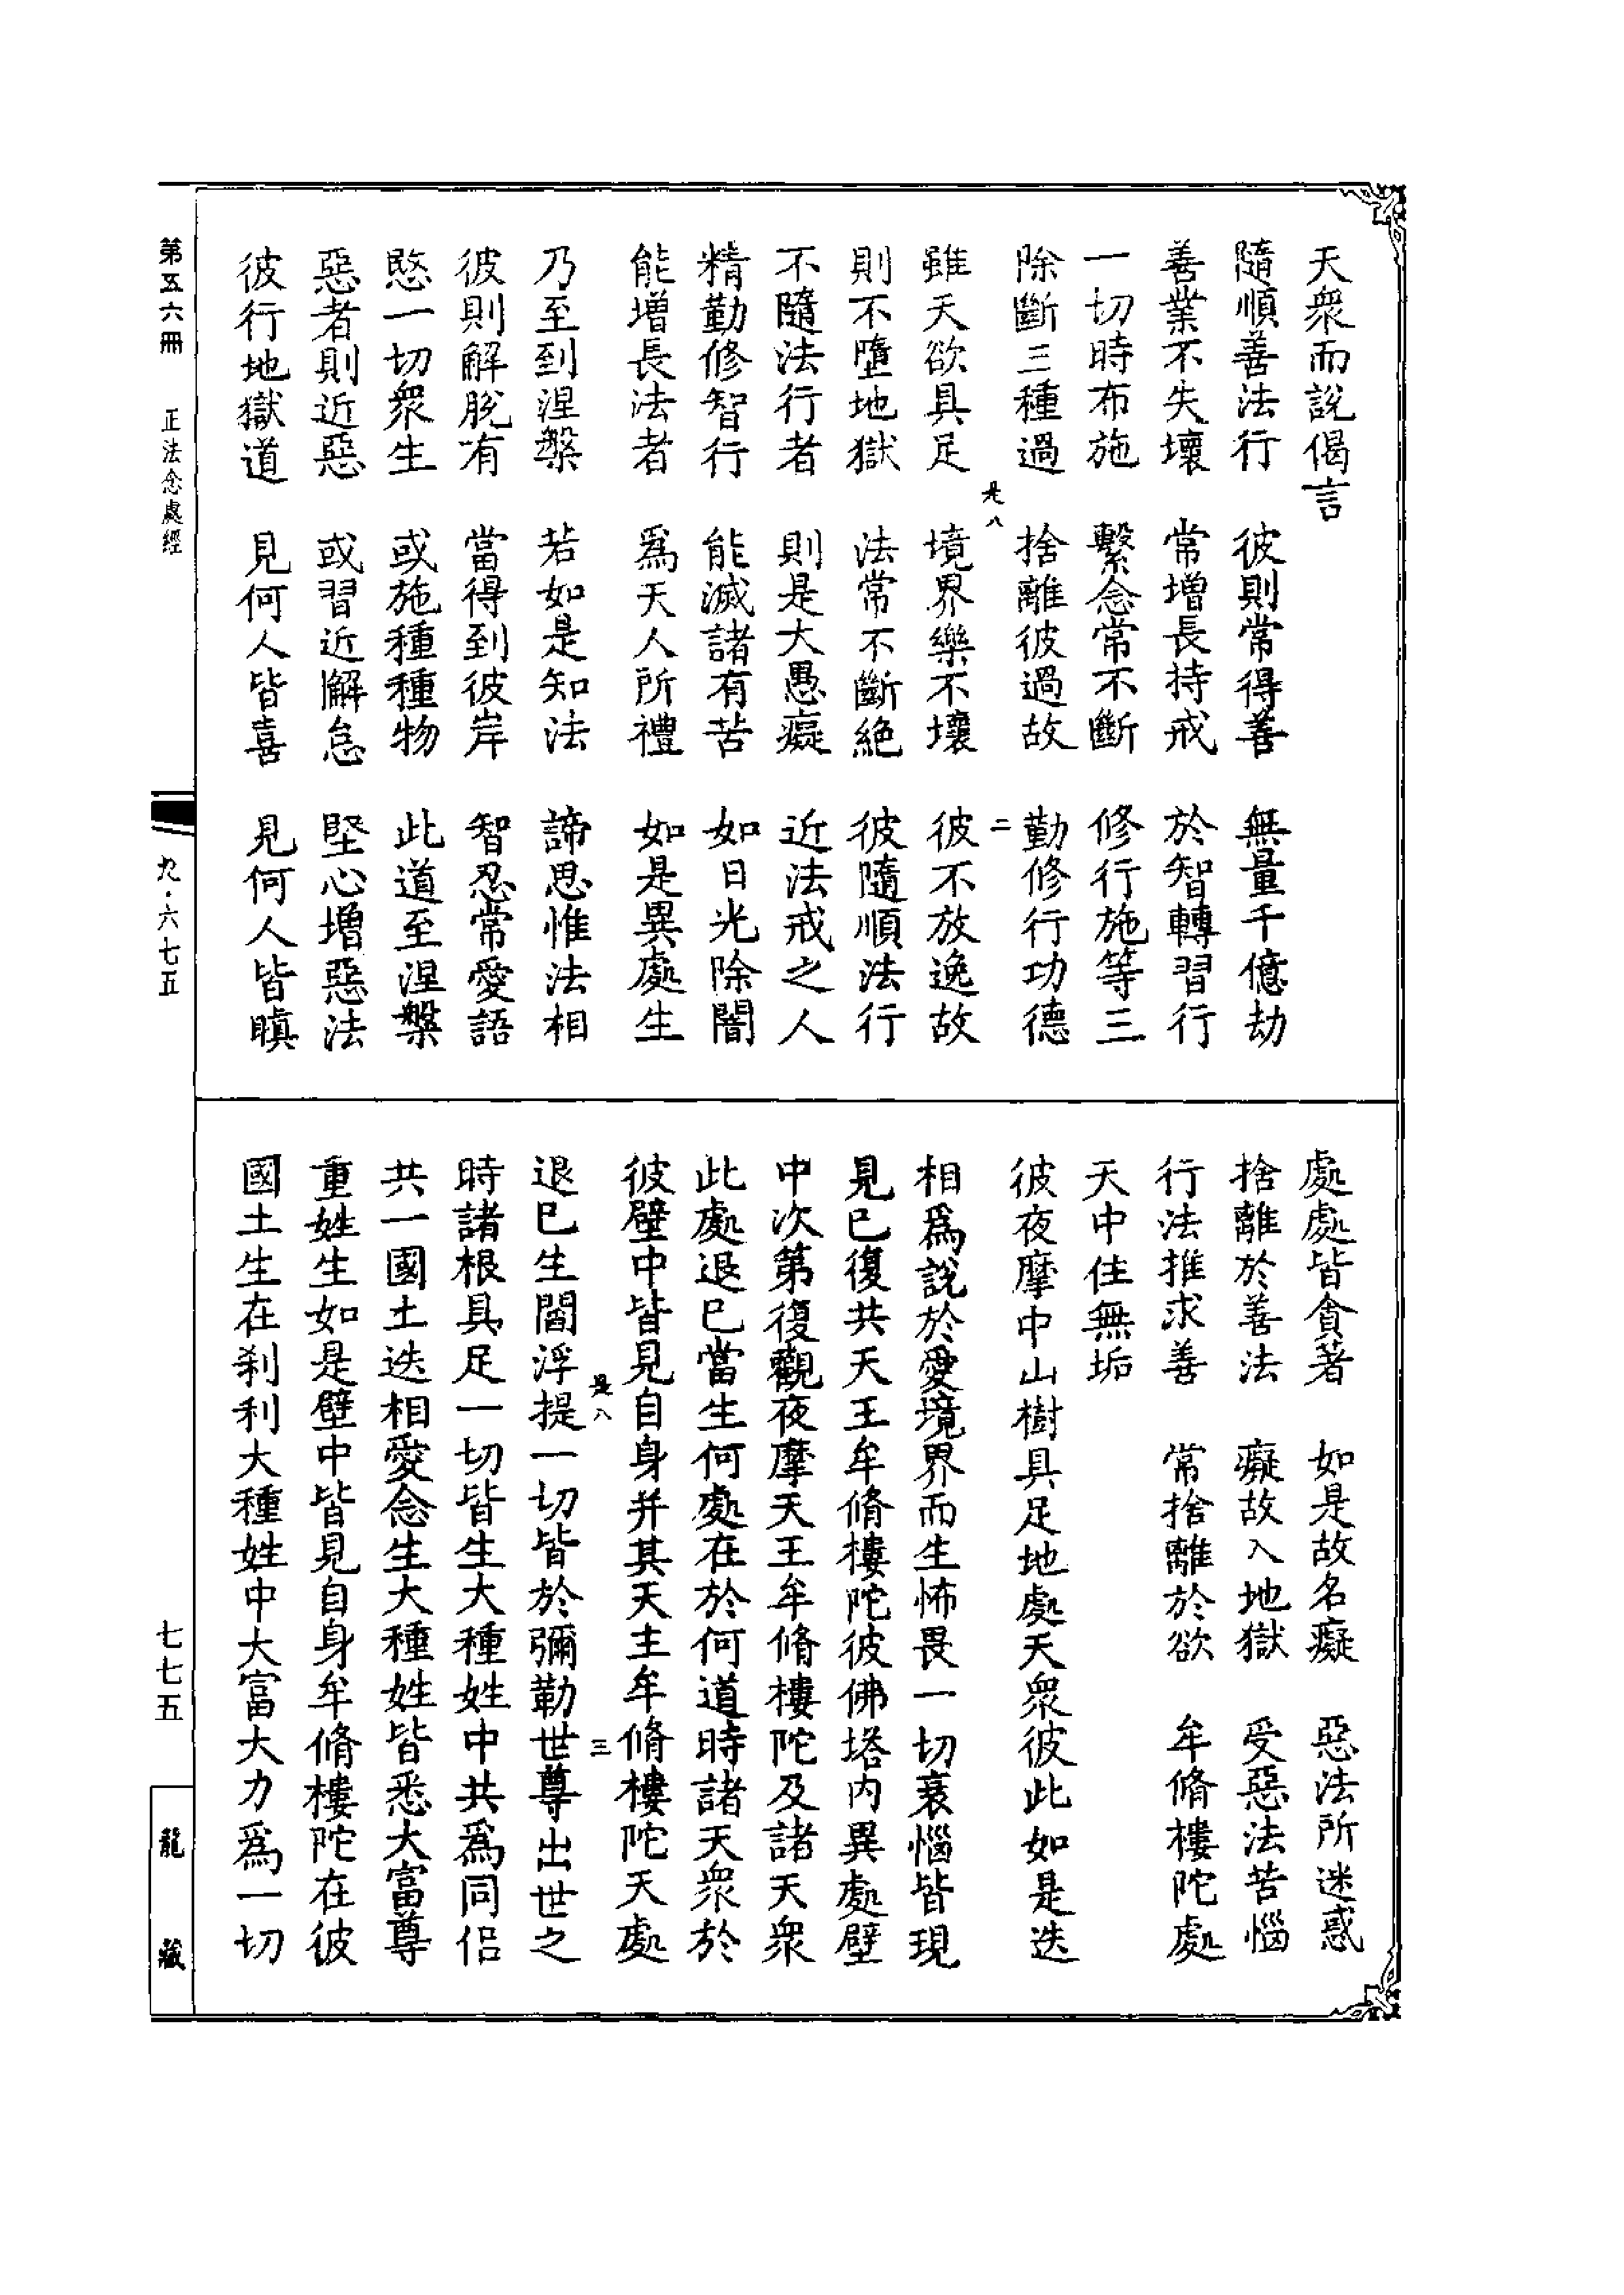 天衆而說偈言
隨順善法行　彼則常得善　無量千億劫
善業不失壞　常增長持戒　於智轉習行
一切時布施　繫念常不斷　修行施等三
除斷三種過　捨離彼過故　勤修行功德
是八　二
雖天欲具足　境界樂不壞　彼不放逸故
則不墮地獄　法常不斷絕　彼隨順法行
不隨法行者　則是大愚癡　近法戒之人
精勤修智行　能滅諸有苦　如日光除闇
能增長法者　爲天人所禮　如是異處生
乃至到涅槃　若如是知法　諦思惟法相
彼則解脫有　當得到彼岸　智忍常愛語
愍一切衆生　或施種種物　此道至涅槃
惡者則近惡　或習近懈怠　堅心增惡法
彼行地獄道　見何人皆喜　見何人皆瞋
處處皆貪著　如是故名癡　惡法所迷惑
捨離於善法　癡故入地獄　受惡法苦惱
行法推求善　常捨離於欲　牟脩樓陀處
天中住無垢
彼夜摩中山樹具足地處天衆彼此如是迭
相爲說於愛境界而生怖畏一切衰惱皆現
見已復共天王牟脩樓陀彼佛塔内異處壁
中次第復觀夜摩天王牟脩樓陀及諸天衆
此處退已當生何處在於何道時諸天衆於
彼壁中皆見自身并其天主牟脩樓陀天處
是八　三
退已生閻浮提一切皆於彌勒世尊出世之
時諸根具足一切皆生大種姓中共爲同侣
共一國土迭相愛念生大種姓皆悉大富尊
重姓生如是壁中皆見自身牟脩樓陀在彼
國土生在刹利大種姓中大富大力爲一切
第五六冊　正法念處經　九·六七五　七七五　龍藏